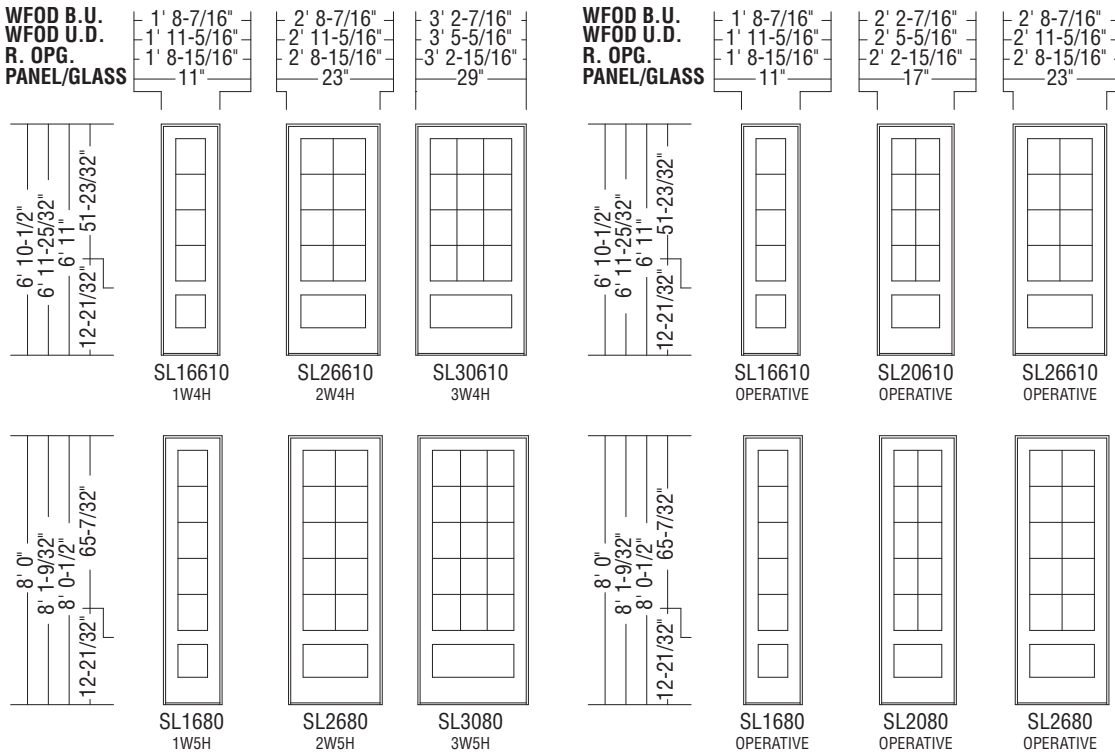 WFOD B.U. 1' 8-7/16" 2' 8-7/16" 3' 2-7/16"
WFOD U.D. 1' 11-5/16" 2' 11-5/16" 3' 5-5/16"
R. OPG. 1' 8-15/16" 2' 8-15/16" 3' 2-15/16"
PANEL/GLASS 11" 23" 29"
6' 10-1/2"
6' 11-25/32"
6' 11"
51-23/32"
12-21/32"
SL16610 SL26610 SL30610
1W4H 2W4H 3W4H
8' 0"
8' 1-9/32"
8' 0-1/2"
65-7/32"
12-21/32"
SL1680 SL2680 SL3080
1W5H 2W5H 3W5H
WFOD B.U. 1' 8-7/16" 2' 2-7/16" 2' 8-7/16"
WFOD U.D. 1' 11-5/16" 2' 5-5/16" 2' 11-5/16"
R. OPG. 1' 8-15/16" 2' 2-15/16" 2' 8-15/16"
PANEL/GLASS 11" 17" 23"
6' 10-1/2"
6' 11-25/32"
6' 11"
51-23/32"
12-21/32"
SL16610 SL20610 SL26610
OPERATIVE OPERATIVE OPERATIVE
8' 0"
8' 1-9/32"
8' 0-1/2"
65-7/32"
12-21/32"
SL1680 SL2080 SL2680
OPERATIVE OPERATIVE OPERATIVE